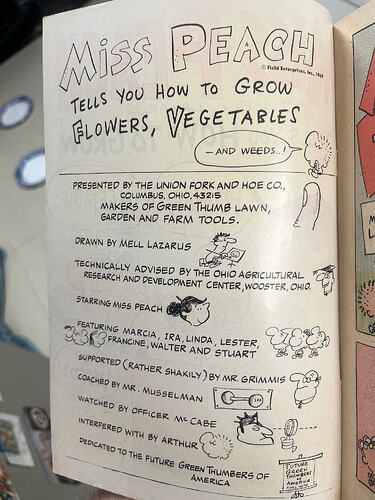 MISS PEACH
© Field Enterprises, Inc., 1969
TELLS YOU HOW TO GROW
FLOWERS, VEGETABLES
—AND WEEDS..!
PRESENTED BY THE UNION FORK AND HOE CO.,
COLUMBUS, OHIO, 43215
MAKERS OF GREEN THUMB LAWN,
GARDEN AND FARM TOOLS.
DRAWN BY MELL LAZARUS
TECHNICALLY ADVISED BY THE OHIO AGRICULTURAL
RESEARCH AND DEVELOPMENT CENTER, WOOSTER, OHIO.
STARRING MISS PEACH
FEATURING MARCIA, IRA, LINDA, LESTER,
FRANCINE, WALTER AND STUART
SUPPORTED (RATHER SHAKILY) BY MR. GRIMMIS
COACHED BY MR. MUSSELMAN
WATCHED BY OFFICER MC CABE
INTERFERED WITH BY ARTHUR
DEDICATED TO THE FUTURE GREEN THUMBERS OF
AMERICA
FUTURE
GREEN
THUMBERS
OF
AMERICA